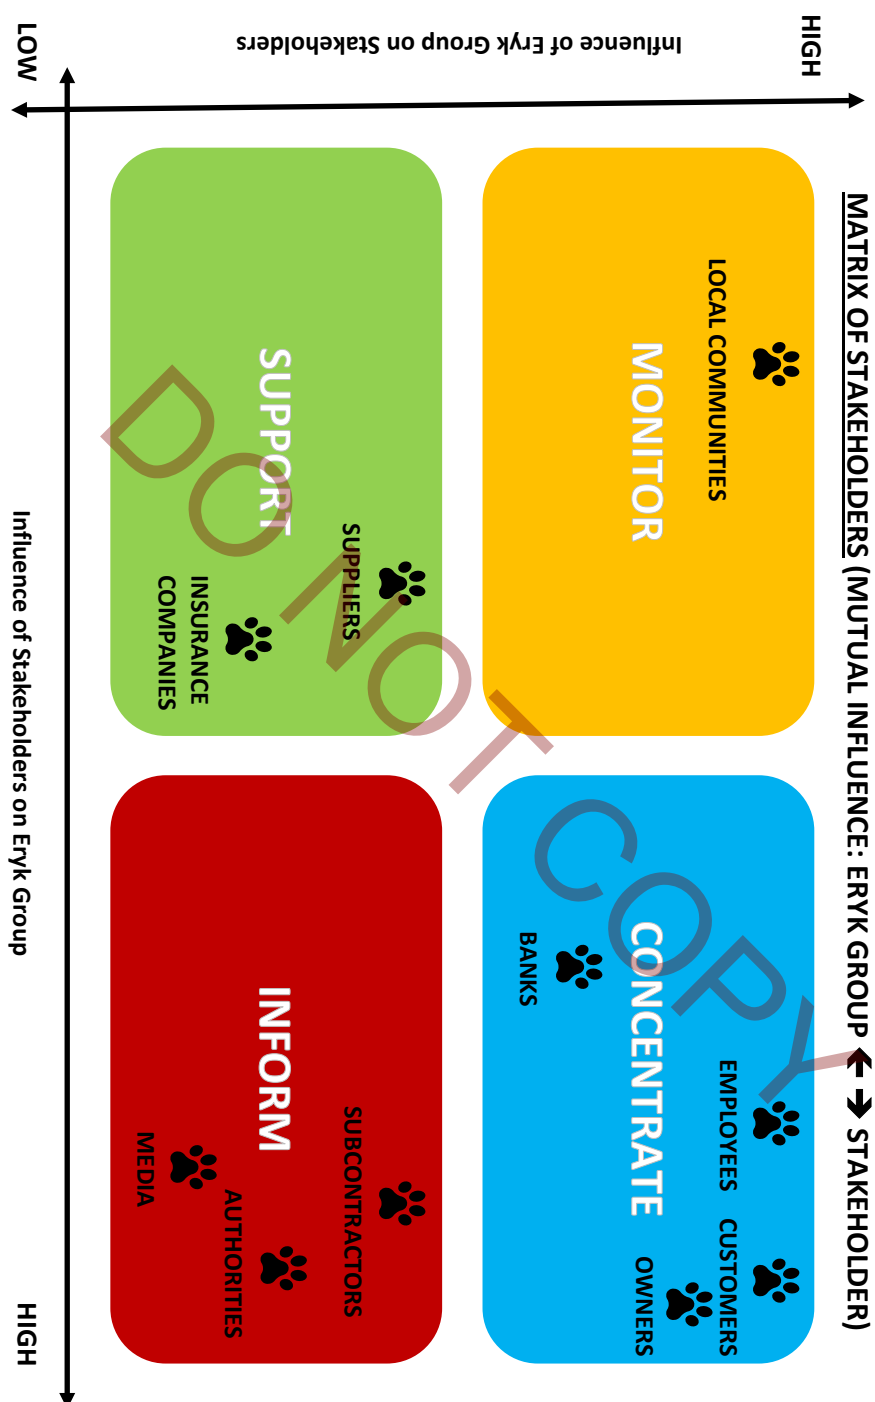 MATRIX OF STAKEHOLDERS (MUTUAL INFLUENCE: ERYK GROUP ←→ STAKEHOLDER)
HIGH
Influence of Eryk Group on Stakeholders
LOW
LOCAL COMMUNITIES
MONITOR
EMPLOYEES
CUSTOMERS
OWNERS
CONCENTRATE
BANKS
SUPPLIERS
SUPPORT
INSURANCE
COMPANIES
SUBCONTRACTORS
INFORM
AUTHORITIES
MEDIA
Influence of Stakeholders on Eryk Group
HIGH
DO NOT COPY